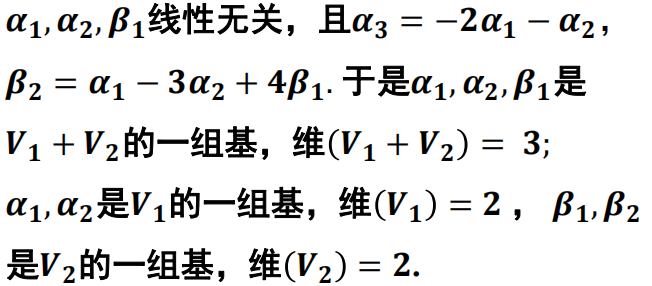 α₁,α₂,β₁线性无关，且α₃ = −2α₁ − α₂，
β₂ = α₁ − 3α₂ + 4β₁. 于是α₁,α₂,β₁是
V₁ + V₂的一组基，维(V₁ + V₂) = 3;
α₁,α₂是V₁的一组基，维(V₁) = 2 ， β₁,β₂
是V₂的一组基，维(V₂) = 2.